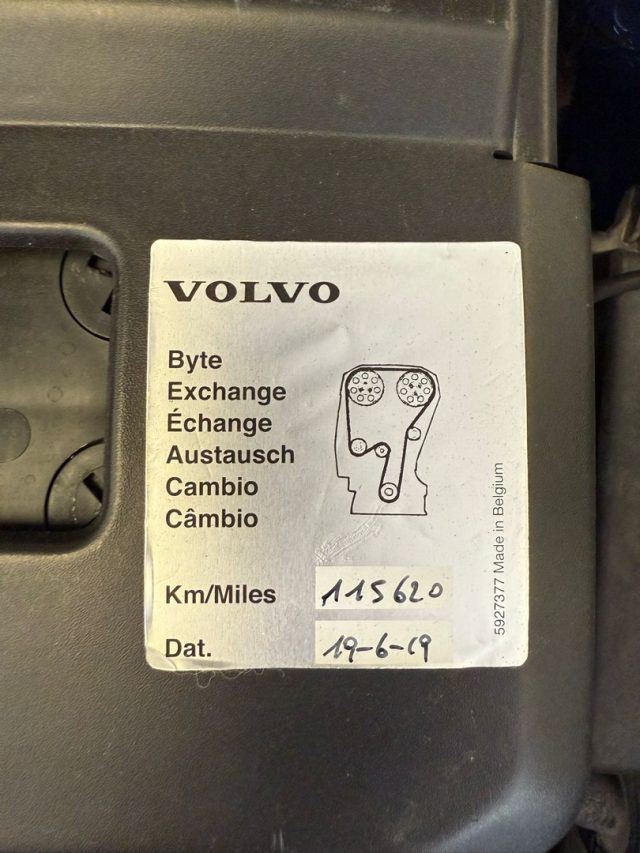 VOLVO
Byte
Exchange
Échange
Austausch
Cambio
Câmbio
Km/Miles 115620
Dat. 19-6-19
5927377 Made in Belgium